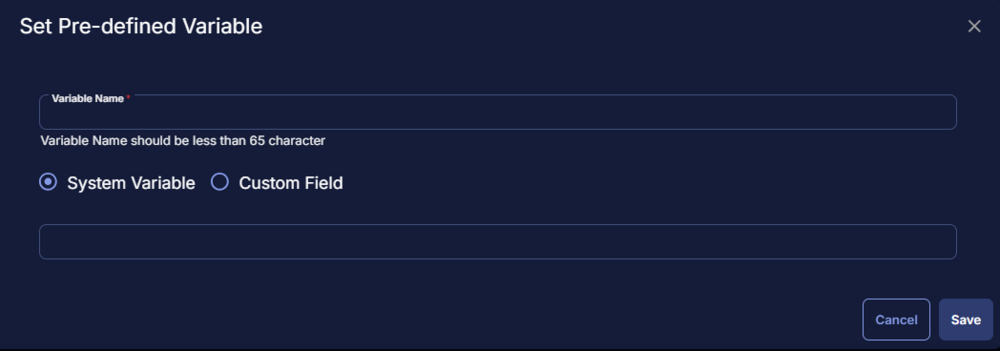 Set Pre-defined Variable
Variable Name *
Variable Name should be less than 65 character
System Variable Custom Field
Cancel Save